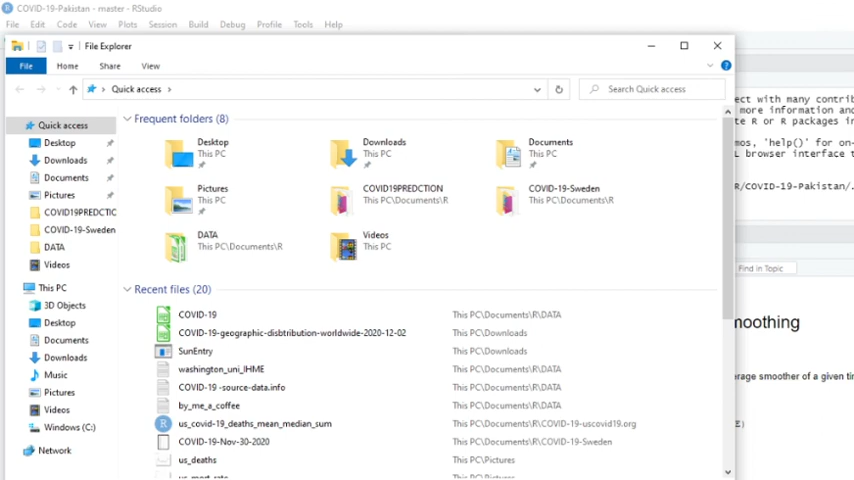 COVID-19-Pakistan - master - RStudio
File Edit Code View Plots Session Build Debug Profile Tools Help
File Explorer
File Home Share View
Quick access
Search Quick access
Quick access
Desktop
Downloads
Documents
Pictures
COVID19PREDCTIC
COVID-19-Sweden
DATA
Videos
This PC
3D Objects
Desktop
Documents
Downloads
Music
Pictures
Videos
Windows (C:)
Network
Frequent folders (8)
Desktop
This PC
Downloads
This PC
Documents
This PC
Pictures
This PC
COVID19PREDCTION
This PC\Documents\R
COVID-19-Sweden
This PC\Documents\R
DATA
This PC\Documents\R
Videos
This PC
Recent files (20)
COVID-19 This PC\Documents\R\DATA
COVID-19-geographic-disbtribution-worldwide-2020-12-02 This PC\Downloads
SunEntry This PC\Downloads
washington_uni_IHME This PC\Documents\R\DATA
COVID-19 -source-data.info This PC\Documents\R\DATA
by_me_a_coffee This PC\Documents\R\DATA
us_covid-19_deaths_mean_median_sum This PC\Documents\R\COVID-19-uscovid19.org
COVID-19-Nov-30-2020 This PC\Documents\R\COVID-19-Sweden
us_deaths This PC\Pictures
ect with many contrib
more information and
te R or R packages in
mos, 'help()' for on-
L browser interface t
R/COVID-19-Pakistan/.
Find in Topic
moothing
erage smoother of a given tir
E)